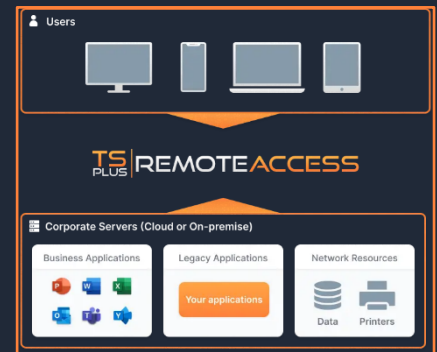 Users
TS PLUS | REMOTEACCESS
Corporate Servers (Cloud or On-premise)
Business Applications
P W X
O T V
Legacy Applications
Your applications
Network Resources
Data Printers